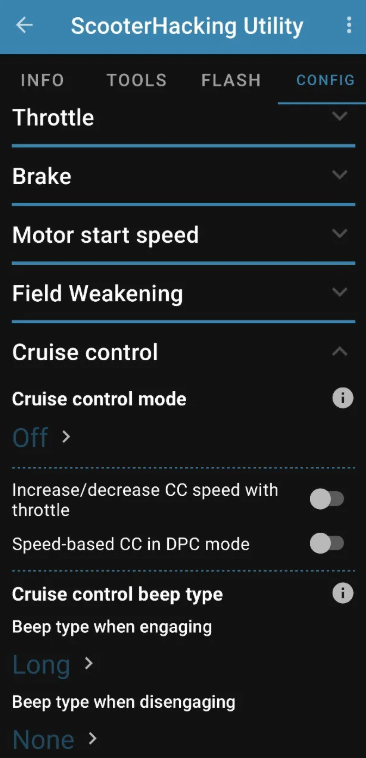 ScooterHacking Utility
INFO TOOLS FLASH CONFIG
Throttle
Brake
Motor start speed
Field Weakening
Cruise control
Cruise control mode
Off
Increase/decrease CC speed with
throttle
Speed-based CC in DPC mode
Cruise control beep type
Beep type when engaging
Long
Beep type when disengaging
None